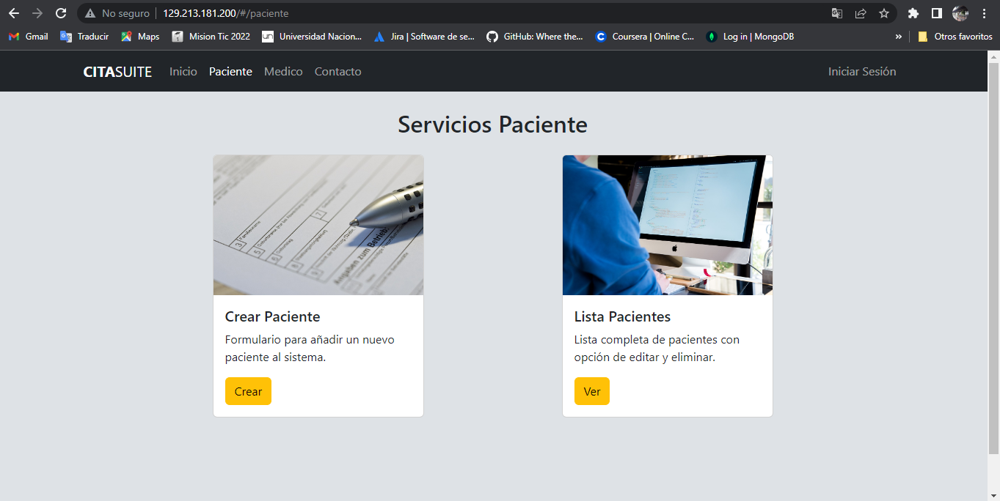 No seguro
129.213.181.200/#/paciente
Gmail
Traducir
Maps
Mision Tic 2022
Universidad Nacion...
Jira | Software de se...
GitHub: Where the...
Coursera | Online C...
Log in | MongoDB
»
Otros favoritos
CITASUITE
Inicio
Paciente
Medico
Contacto
Iniciar Sesión
Servicios Paciente
Angaben zum Betrieb
Crear Paciente
Formulario para añadir un nuevo
paciente al sistema.
Crear
Lista Pacientes
Lista completa de pacientes con
opción de editar y eliminar.
Ver